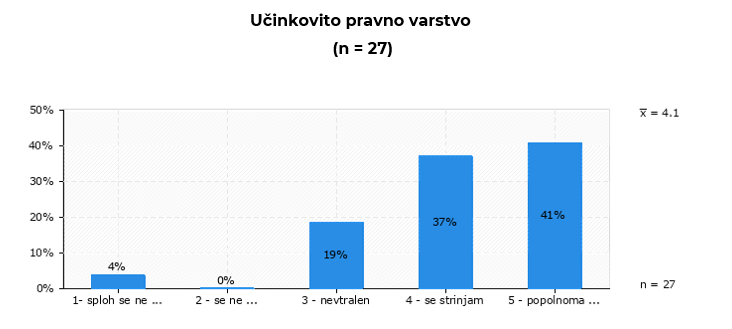 Učinkovito pravno varstvo
(n = 27)
50%
x̅ = 4.1
40%
41%
37%
30%
20%
19%
10%
4%
0%
n = 27
0%
1- sploh se ne ...
2 - se ne ...
3 - nevtralen
4 - se strinjam
5 - popolnoma ...